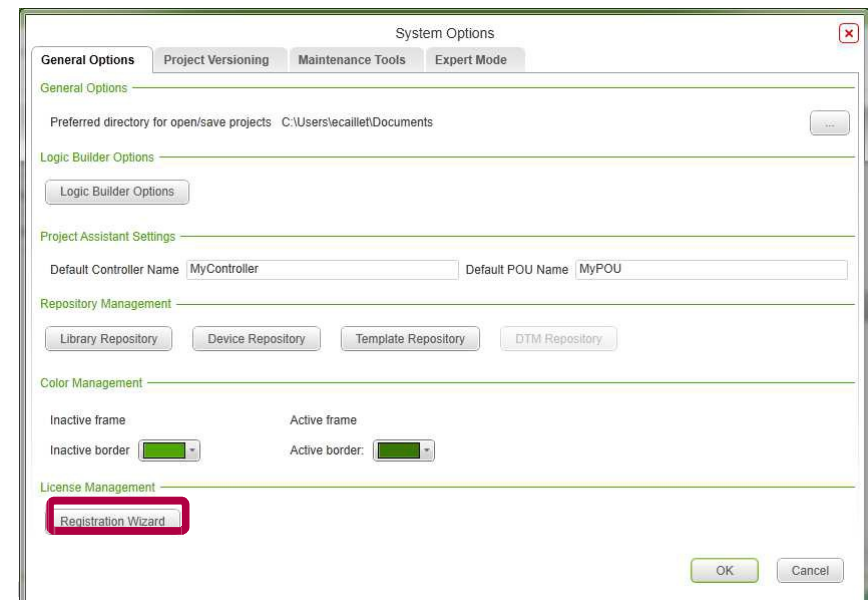 System Options
General Options Project Versioning Maintenance Tools Expert Mode
General Options
Preferred directory for open/save projects C:\Users\ecaillet\Documents ...
Logic Builder Options
Logic Builder Options
Project Assistant Settings
Default Controller Name MyController Default POU Name MyPOU
Repository Management
Library Repository Device Repository Template Repository DTM Repository
Color Management
Inactive frame Active frame
Inactive border Active border:
License Management
Registration Wizard
OK Cancel